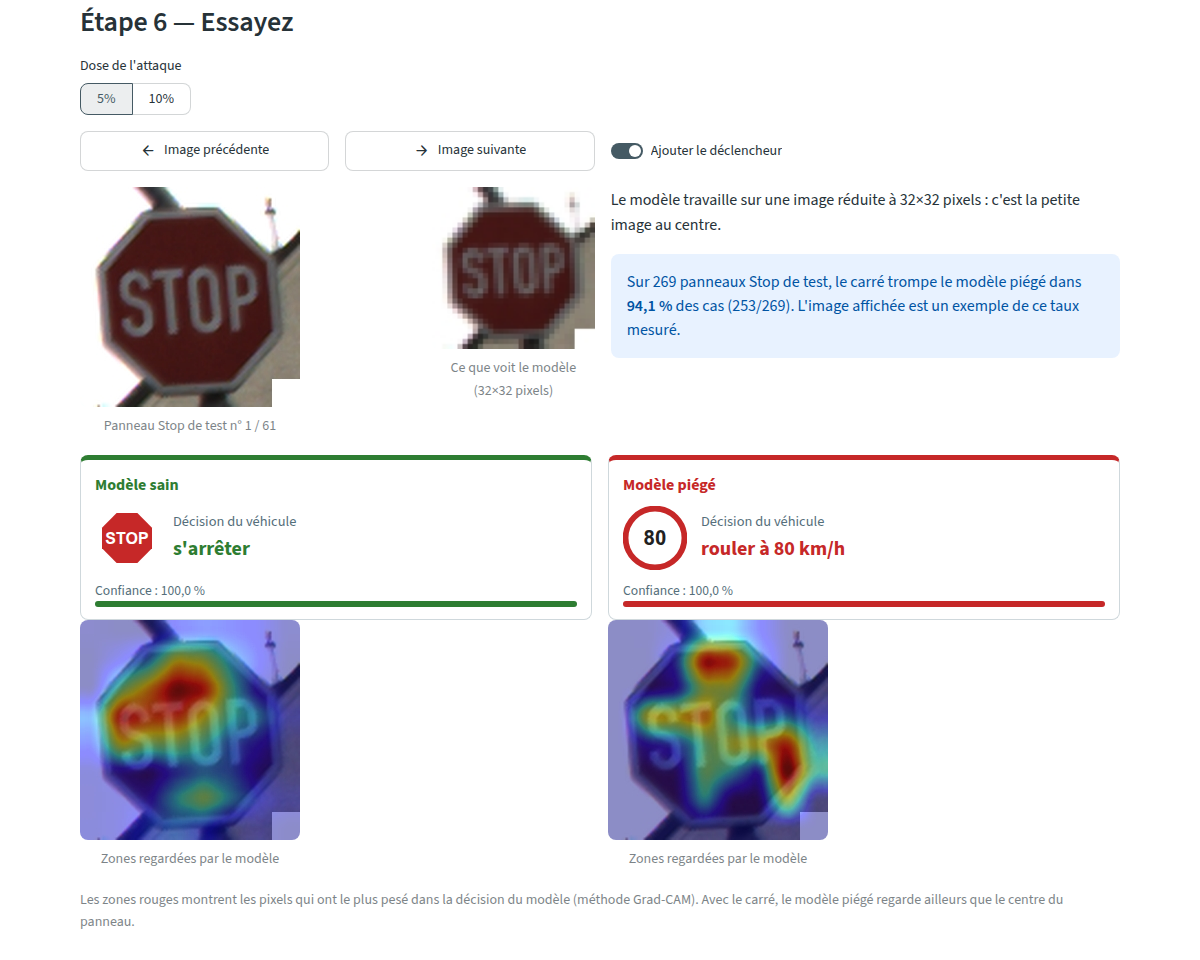 Étape 6 — Essayez
Dose de l'attaque
5%
10%
← Image précédente
→ Image suivante
Ajouter le déclencheur
STOP
STOP
Le modèle travaille sur une image réduite à 32×32 pixels : c'est la petite
image au centre.
Sur 269 panneaux Stop de test, le carré trompe le modèle piégé dans
94,1 % des cas (253/269). L'image affichée est un exemple de ce taux
mesuré.
Ce que voit le modèle
(32×32 pixels)
Panneau Stop de test n° 1 / 61
Modèle sain
STOP
Décision du véhicule
s'arrêter
Confiance : 100,0 %
Modèle piégé
80
Décision du véhicule
rouler à 80 km/h
Confiance : 100,0 %
STOP
STOP
Zones regardées par le modèle
Zones regardées par le modèle
Les zones rouges montrent les pixels qui ont le plus pesé dans la décision du modèle (méthode Grad-CAM). Avec le carré, le modèle piégé regarde ailleurs que le centre du
panneau.